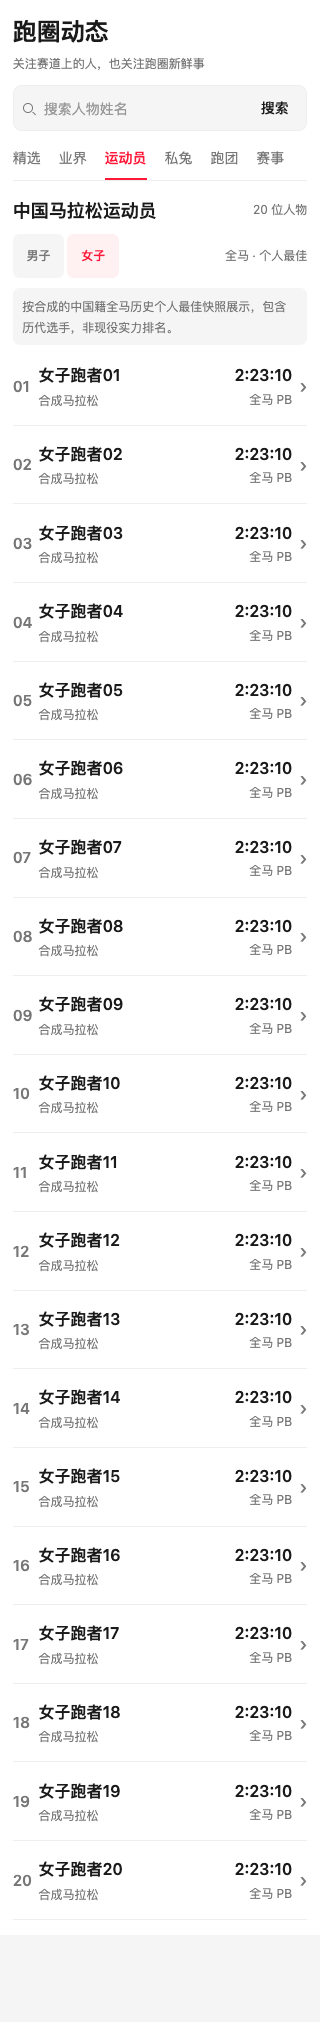 跑圈动态
关注赛道上的人，也关注跑圈新鲜事
搜索人物姓名 搜索
精选 业界 运动员 私兔 跑团 赛事
中国马拉松运动员 20 位人物
男子 女子 全马 · 个人最佳
按合成的中国籍全马历史个人最佳快照展示，包含
历代选手，非现役实力排名。
01 女子跑者01 2:23:10
合成马拉松 全马 PB
02 女子跑者02 2:23:10
合成马拉松 全马 PB
03 女子跑者03 2:23:10
合成马拉松 全马 PB
04 女子跑者04 2:23:10
合成马拉松 全马 PB
05 女子跑者05 2:23:10
合成马拉松 全马 PB
06 女子跑者06 2:23:10
合成马拉松 全马 PB
07 女子跑者07 2:23:10
合成马拉松 全马 PB
08 女子跑者08 2:23:10
合成马拉松 全马 PB
09 女子跑者09 2:23:10
合成马拉松 全马 PB
10 女子跑者10 2:23:10
合成马拉松 全马 PB
11 女子跑者11 2:23:10
合成马拉松 全马 PB
12 女子跑者12 2:23:10
合成马拉松 全马 PB
13 女子跑者13 2:23:10
合成马拉松 全马 PB
14 女子跑者14 2:23:10
合成马拉松 全马 PB
15 女子跑者15 2:23:10
合成马拉松 全马 PB
16 女子跑者16 2:23:10
合成马拉松 全马 PB
17 女子跑者17 2:23:10
合成马拉松 全马 PB
18 女子跑者18 2:23:10
合成马拉松 全马 PB
19 女子跑者19 2:23:10
合成马拉松 全马 PB
20 女子跑者20 2:23:10
合成马拉松 全马 PB